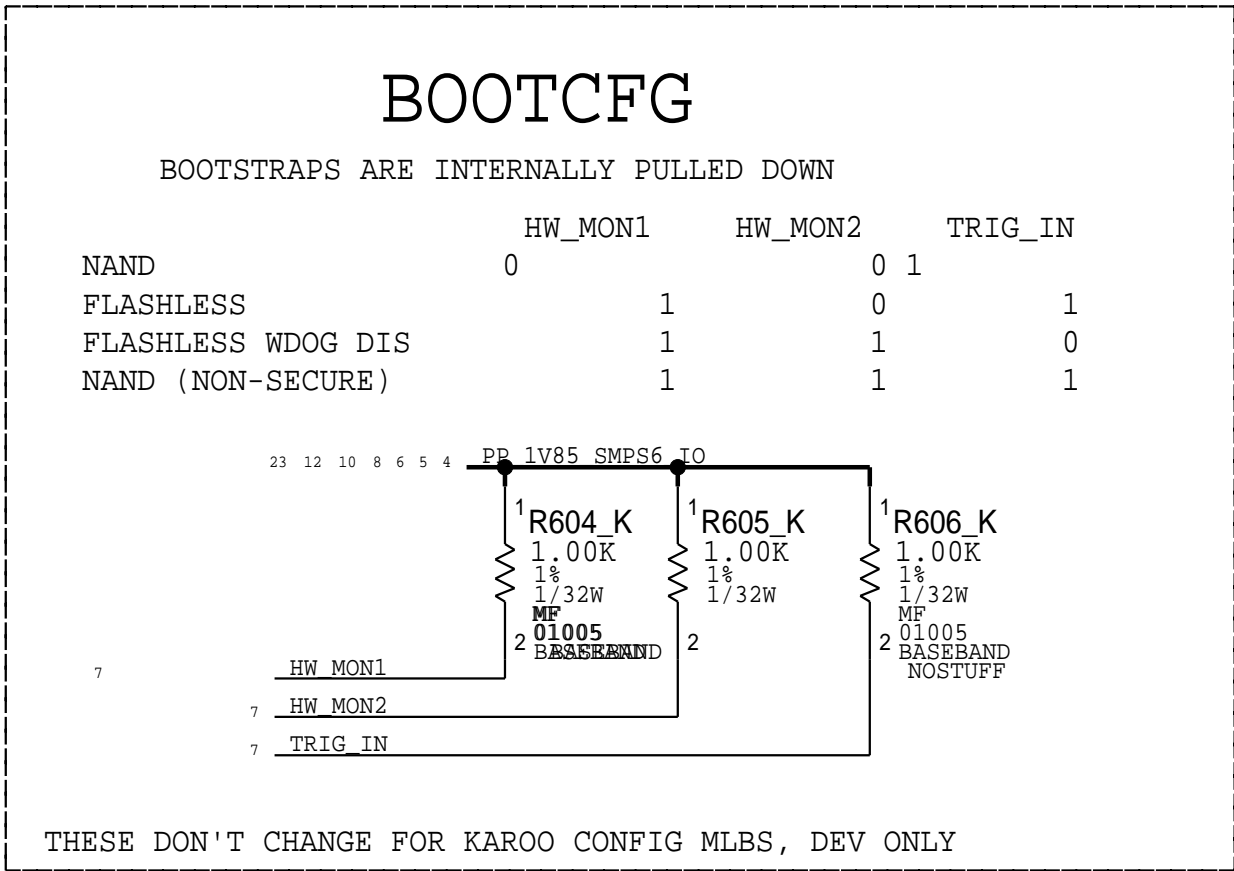 BOOTCFG
BOOTSTRAPS ARE INTERNALLY PULLED DOWN
HW_MON1 HW_MON2 TRIG_IN
NAND 0 0 1
FLASHLESS 1 0 1
FLASHLESS WDOG DIS 1 1 0
NAND (NON-SECURE) 1 1 1
23 12 10 8 6 5 4 PP_1V85_SMPS6_IO
1 1 1
R604_K R605_K R606_K
1.00K 1.00K 1.00K
1% 1% 1%
1/32W 1/32W 1/32W
MF MF
01005 01005
2 BASEBAND 2 2 BASEBAND
NOSTUFF
7 HW_MON1
7 HW_MON2
7 TRIG_IN
THESE DON'T CHANGE FOR KAROO CONFIG MLBS, DEV ONLY